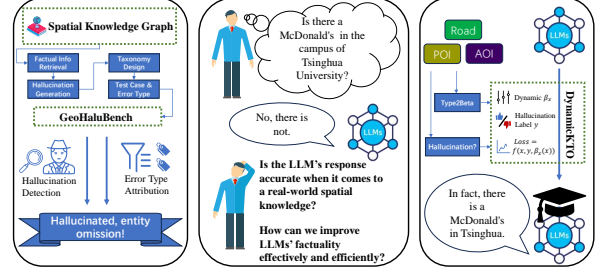 Spatial Knowledge Graph
Factual Info
Retrieval
Taxonomy
Design
Hallucination
Generation
Test Case &
Error Type
GeoHaluBench
Hallucination
Detection
Error Type
Attribution
Hallucinated, entity
omission!
Is there a
McDonald's in the
campus of
Tsinghua
University?
No, there is
not.
LLMs
Is the LLM's response
accurate when it comes to
a real-world spatial
knowledge?
How can we improve
LLMs' factuality
effectively and efficiently?
Road
POI
AOI
LLMs
Type2Beta
Dynamic βₓ
Hallucination
Label y
Hallucination?
Loss =
f(x, y, βₓ(x))
DynamicKTO
In fact, there
is a
McDonald's
in Tsinghua.
LLMs